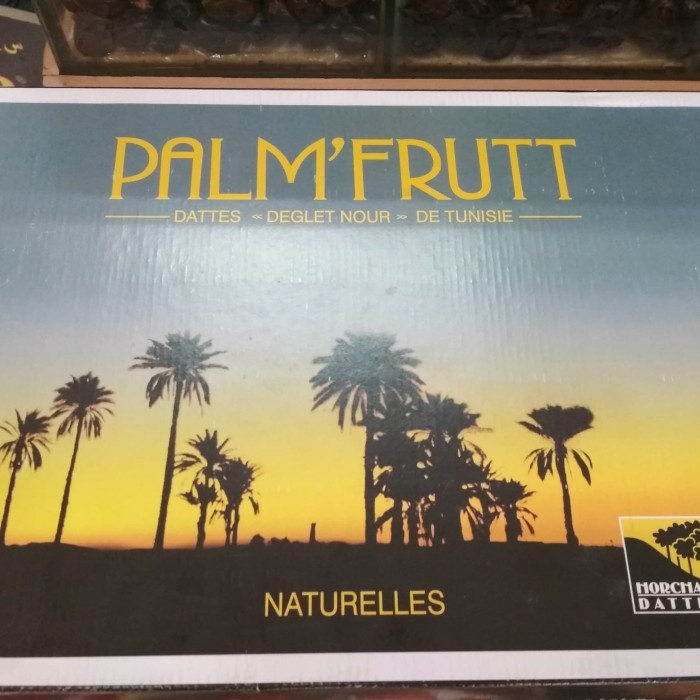 PALM'FRUTT
DATTES « DEGLET NOUR » DE TUNISIE
NATURELLES